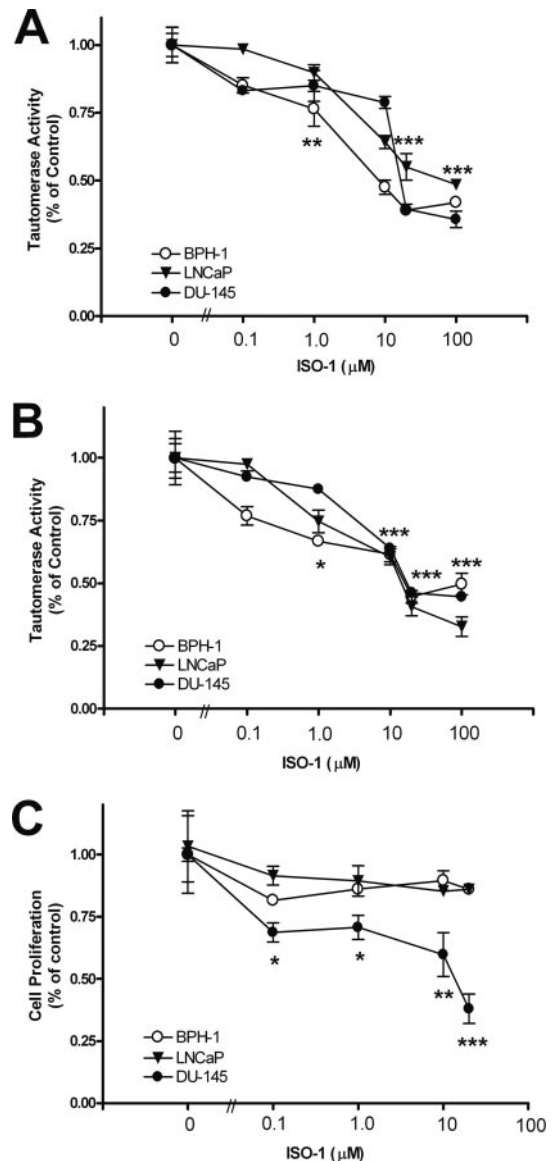 A
Tautomerase Activity
(% of Control)
1.00
0.75
0.50
0.25
0.00
**
***
***
BPH-1
LNCaP
DU-145
0 0.1 1.0 10 100
ISO-1 (μM)
B
Tautomerase Activity
(% of Control)
1.00
0.75
0.50
0.25
0.00
*
***
***
***
BPH-1
LNCaP
DU-145
0 0.1 1.0 10 100
ISO-1 (μM)
C
Cell Proliferation
(% of control)
1.00
0.75
0.50
0.25
0.00
*
*
**
***
BPH-1
LNCaP
DU-145
0 0.1 1.0 10 100
ISO-1 (μM)